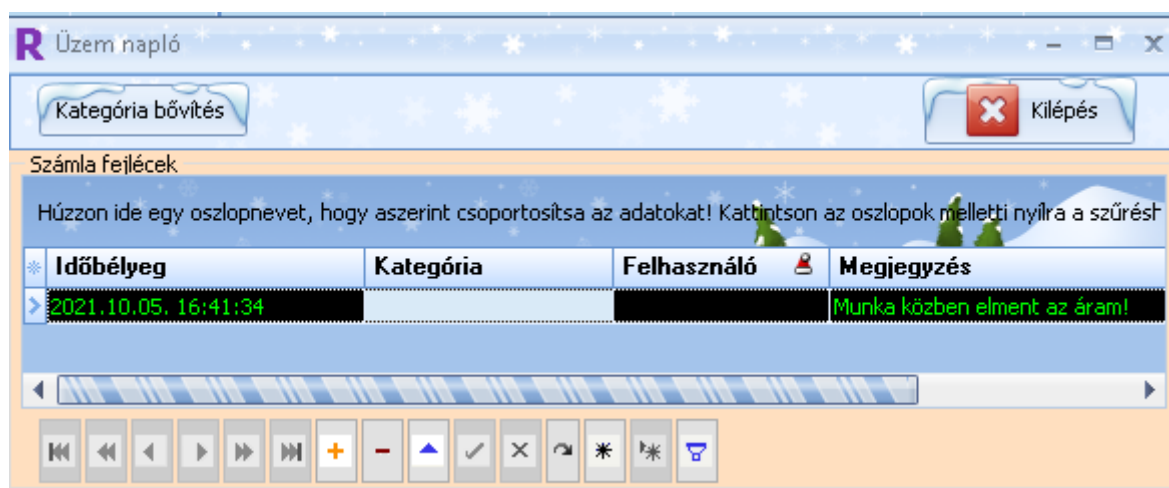 R Üzem napló
Kategória bővítés
Kilépés
Számla fejlécek
Húzzon ide egy oszlopnevet, hogy aszerint csoportosítsa az adatokat! Kattintson az oszlopok melletti nyílra a szűrésh
Időbélyeg Kategória Felhasználó Megjegyzés
2021.10.05. 16:41:34 Munka közben elment az áram!